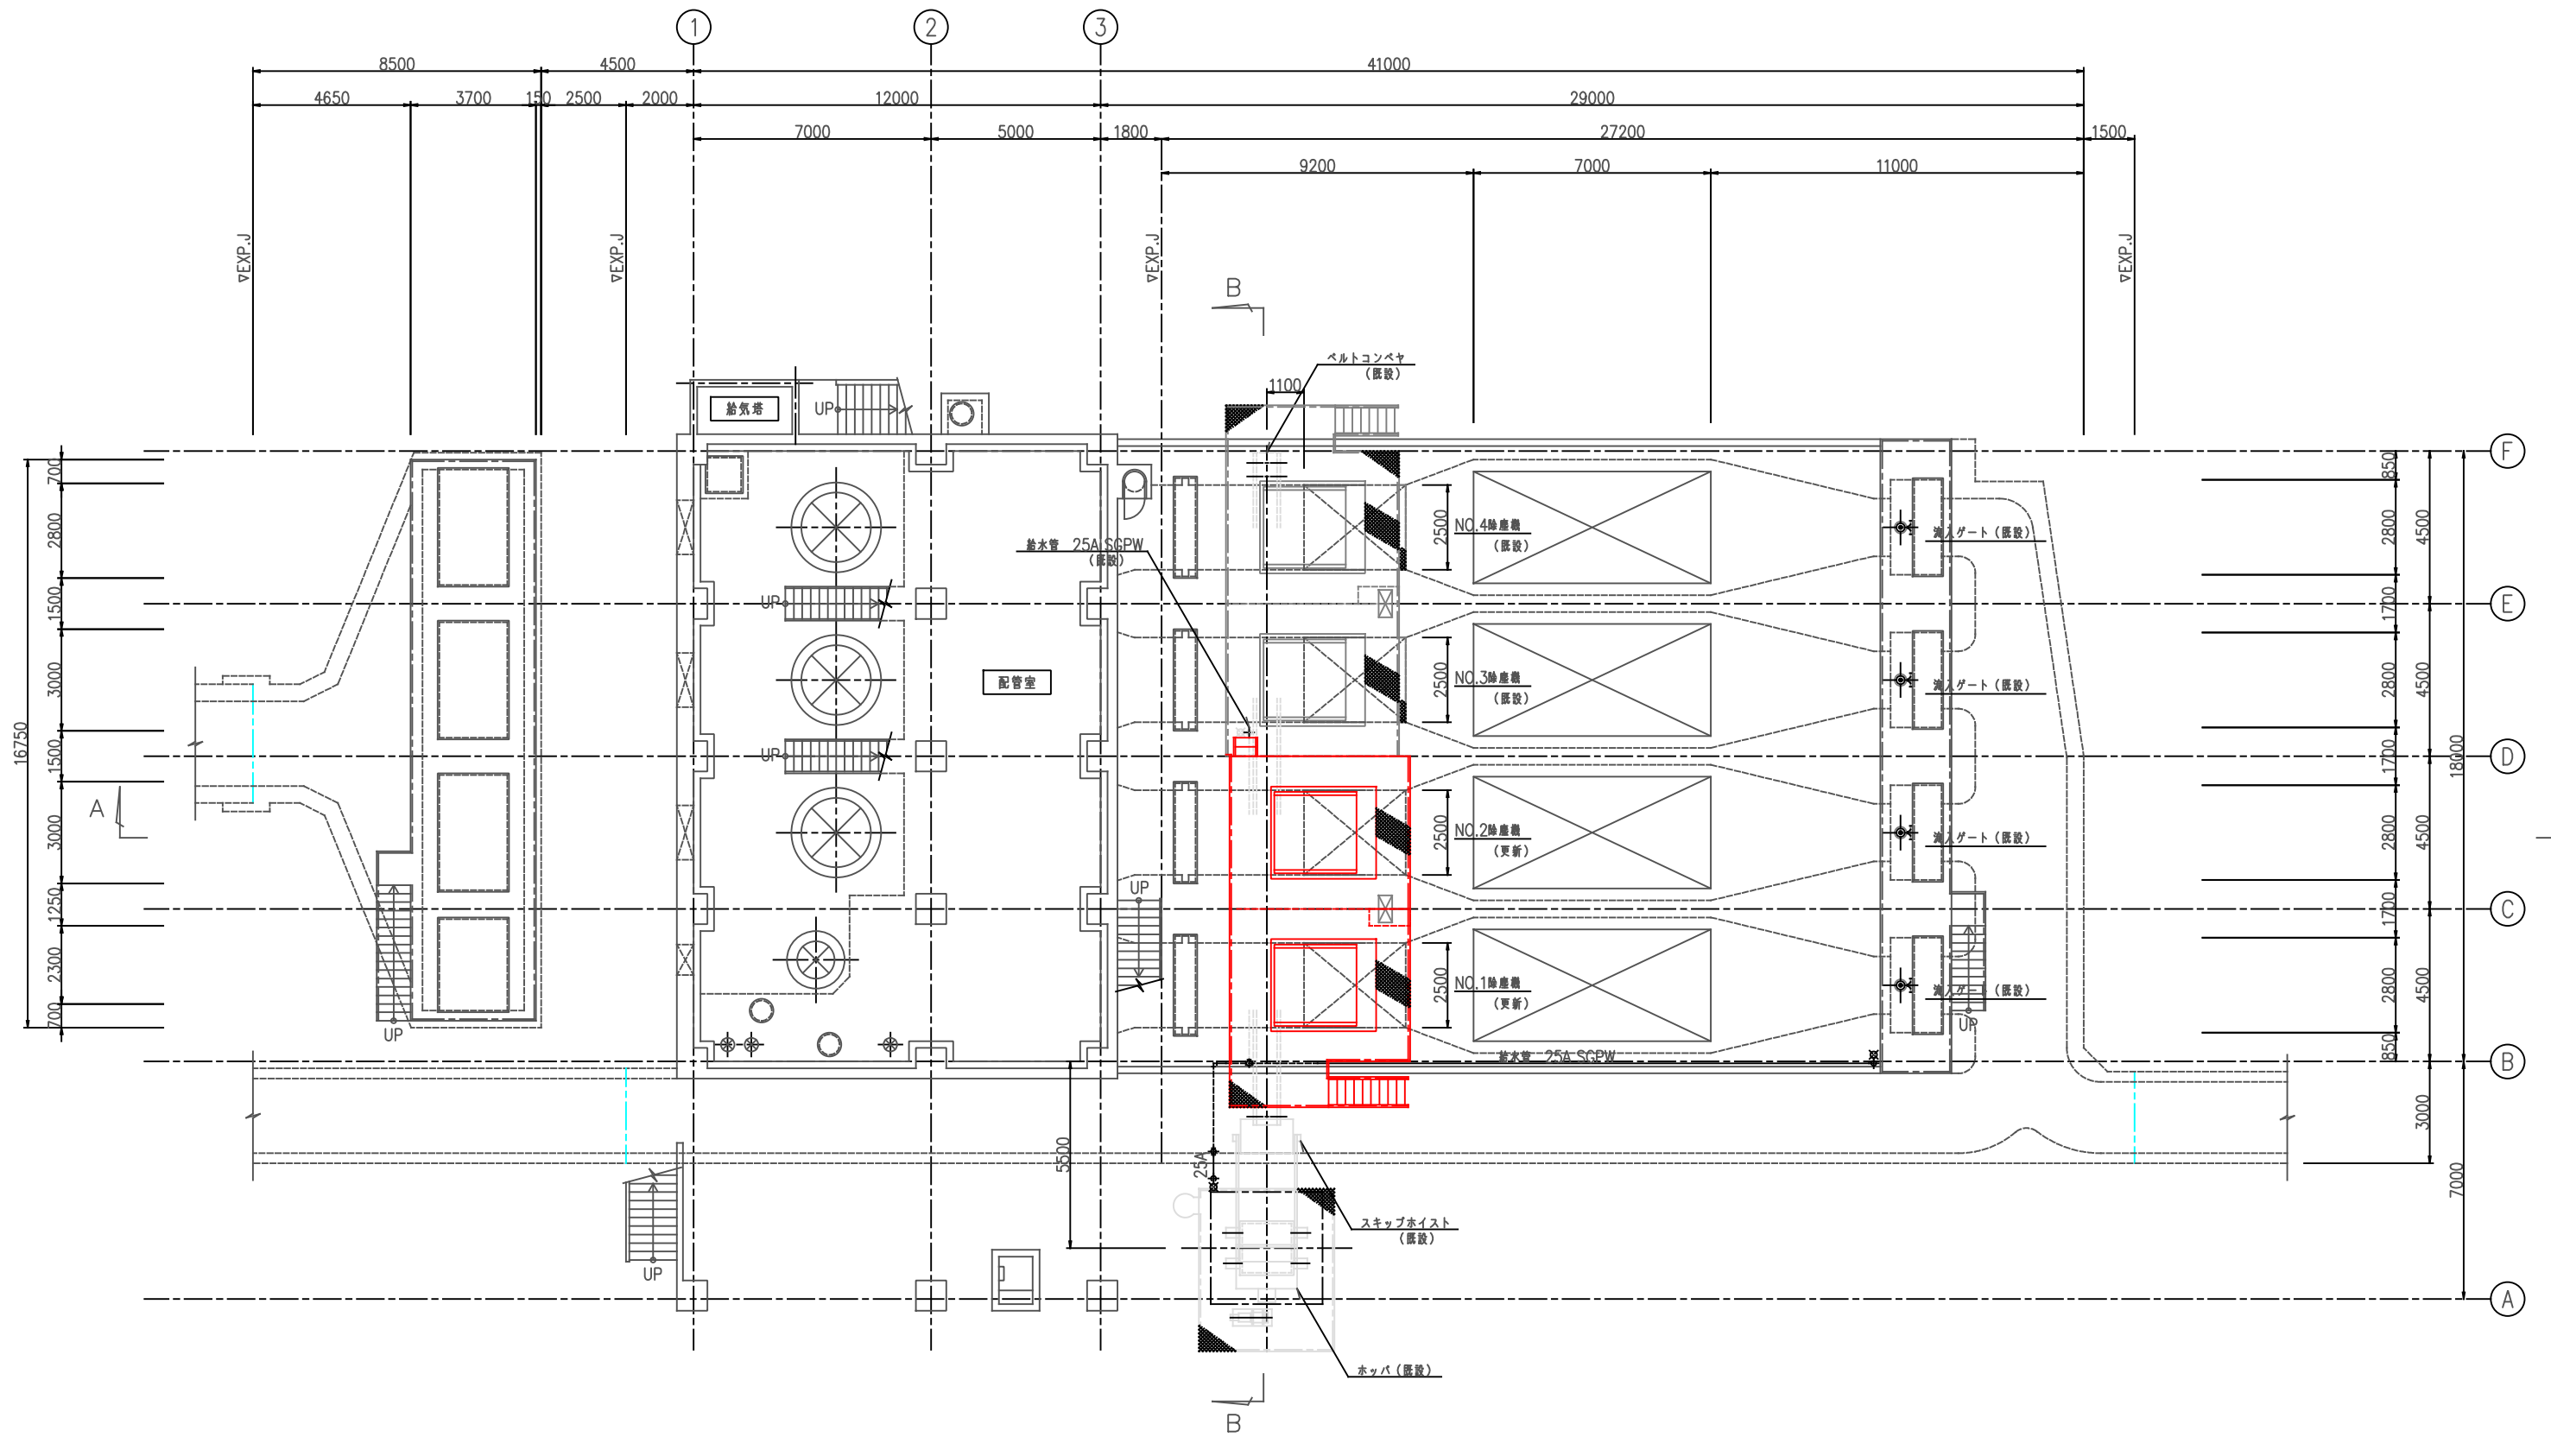 1
2
3
8500
4500
41000
4650
3700
150
2500
2000
12000
29000
7000
5000
1800
27200
1500
9200
7000
11000
▽EXP.J
▽EXP.J
▽EXP.J
▽EXP.J
B
ベルトコンベヤ
(既設)
1100
給気塔
UP
F
700
850
2800
2500
NO.4除塵機
(既設)
流入ゲート(既設)
2800
4500
給水管 25A SGPW
(既設)
1500
UP
E
1700
3000
配管室
2500
NO.3除塵機
(既設)
流入ゲート(既設)
2800
4500
16750
1500
UP
D
1700
18000
A
3000
2500
NO.2除塵機
(更新)
流入ゲート(既設)
2800
4500
UP
1250
C
1700
2300
2500
NO.1除塵機
(更新)
流入ゲート(既設)
2800
4500
700
UP
UP
850
給水管 25A SGPW
B
3000
5500
25A
7000
スキップホイスト
(既設)
UP
A
ホッパ(既設)
B